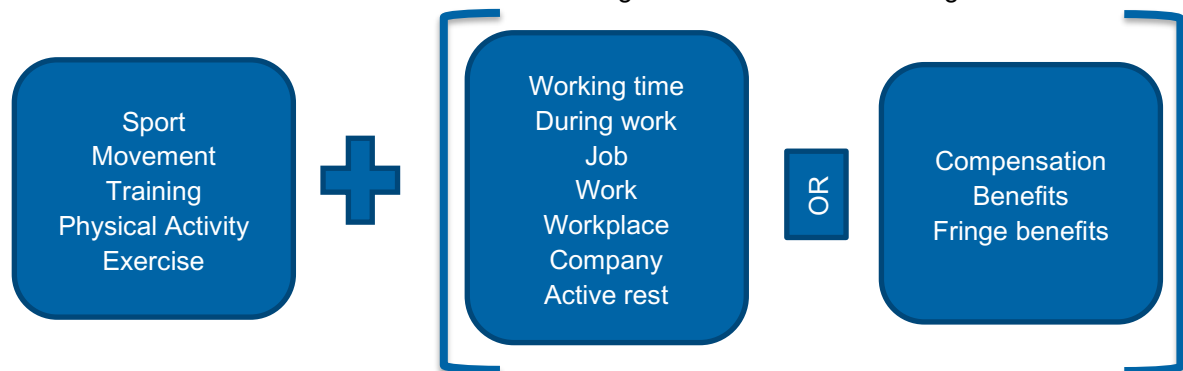 Sport
Movement
Training
Physical Activity
Exercise
Working time
During work
Job
Work
Workplace
Company
Active rest
OR
Compensation
Benefits
Fringe benefits